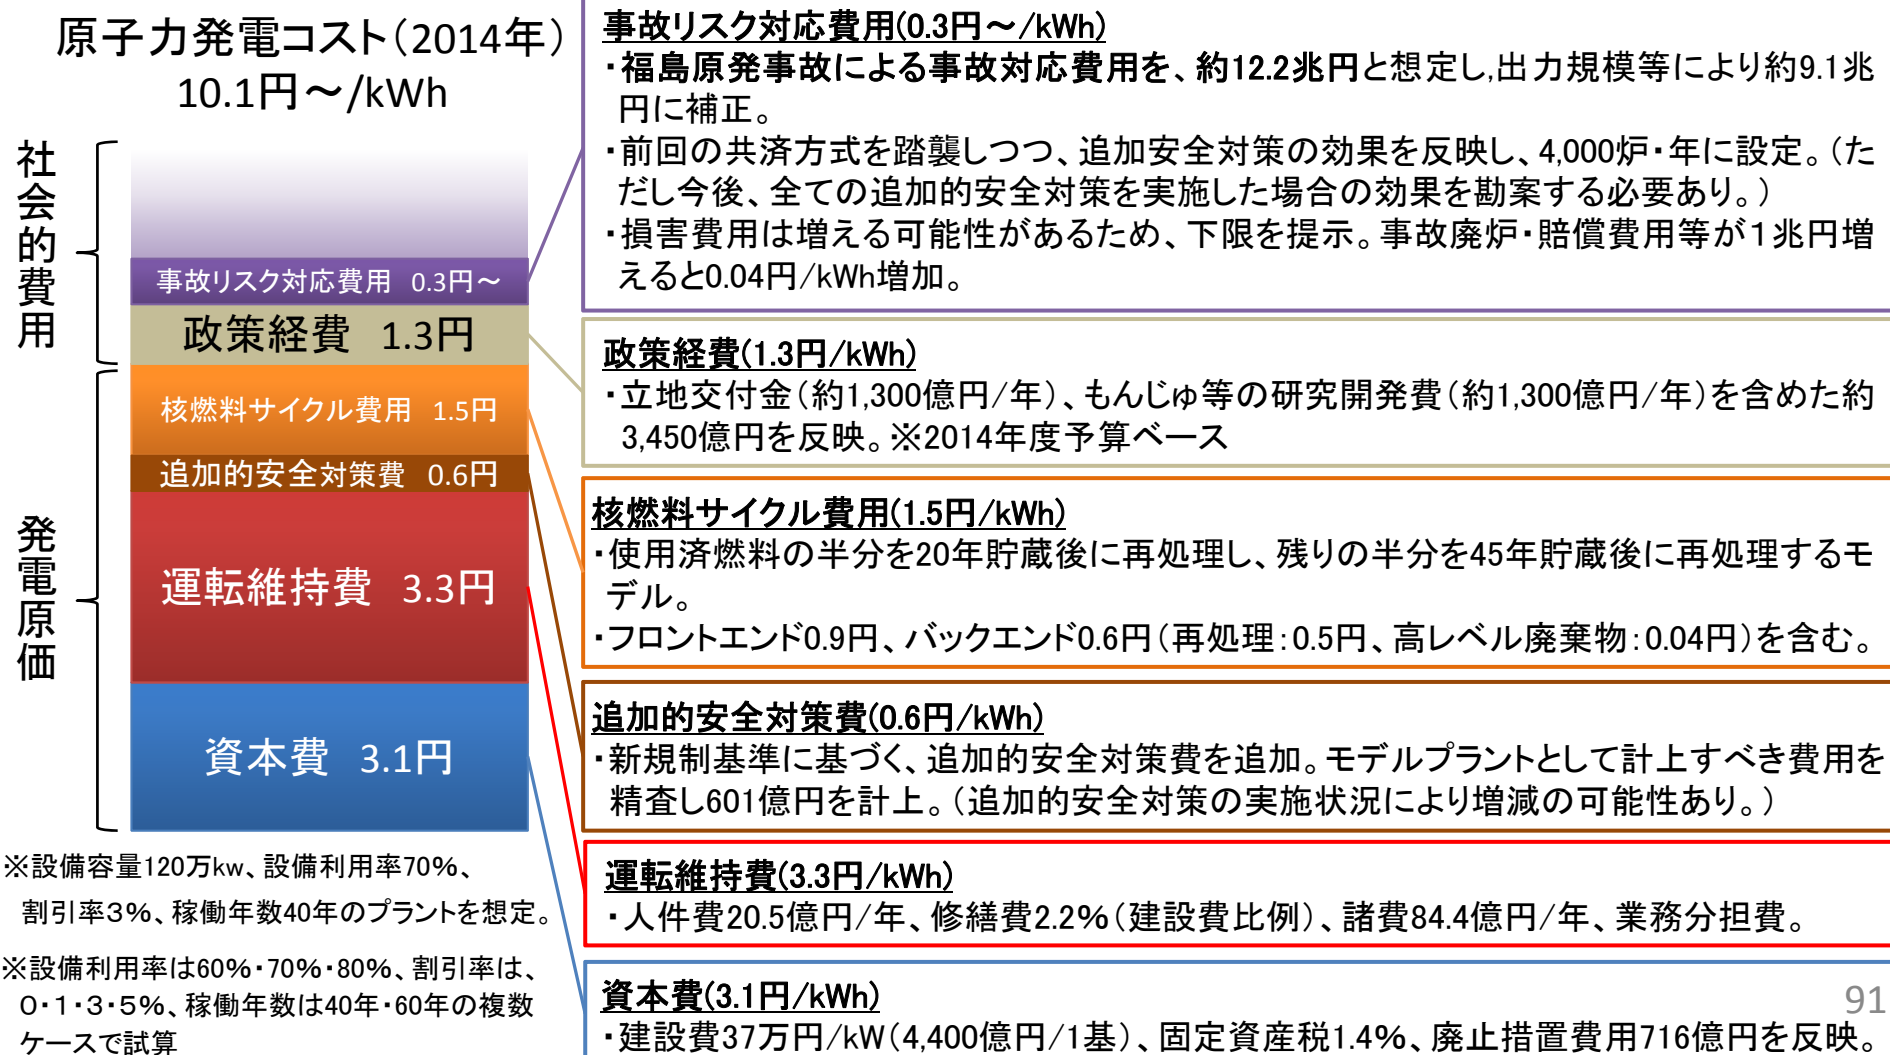 原子力発電コスト（2014年）
10.1円～/kWh
社会的費用
発電原価
事故リスク対応費用　0.3円～
政策経費　1.3円
核燃料サイクル費用　1.5円
追加的安全対策費　0.6円
運転維持費　3.3円
資本費　3.1円
※設備容量120万kw、設備利用率70%、
割引率３%、稼働年数40年のプラントを想定。
※設備利用率は60%・70%・80%、割引率は、
０・１・３・５%、稼働年数は40年・60年の複数
ケースで試算
事故リスク対応費用(0.3円～/kWh)
・福島原発事故による事故対応費用を、約12.2兆円と想定し,出力規模等により約9.1兆
円に補正。
・前回の共済方式を踏襲しつつ、追加安全対策の効果を反映し、4,000炉・年に設定。（た
だし今後、全ての追加的安全対策を実施した場合の効果を勘案する必要あり。）
・損害費用は増える可能性があるため、下限を提示。事故廃炉・賠償費用等が１兆円増
えると0.04円/kWh増加。
政策経費(1.3円/kWh)
・立地交付金（約1,300億円/年）、もんじゅ等の研究開発費（約1,300億円/年）を含めた約
3,450億円を反映。※2014年度予算ベース
核燃料サイクル費用(1.5円/kWh)
・使用済燃料の半分を20年貯蔵後に再処理し、残りの半分を45年貯蔵後に再処理するモ
デル。
・フロントエンド0.9円、バックエンド0.6円（再処理：0.5円、高レベル廃棄物：0.04円）を含む。
追加的安全対策費(0.6円/kWh)
・新規制基準に基づく、追加的安全対策費を追加。モデルプラントとして計上すべき費用を
精査し601億円を計上。（追加的安全対策の実施状況により増減の可能性あり。）
運転維持費(3.3円/kWh)
・人件費20.5億円/年、修繕費2.2%（建設費比例）、諸費84.4億円/年、業務分担費。
資本費(3.1円/kWh)
・建設費37万円/kW（4,400億円/1基）、固定資産税1.4%、廃止措置費用716億円を反映。
91